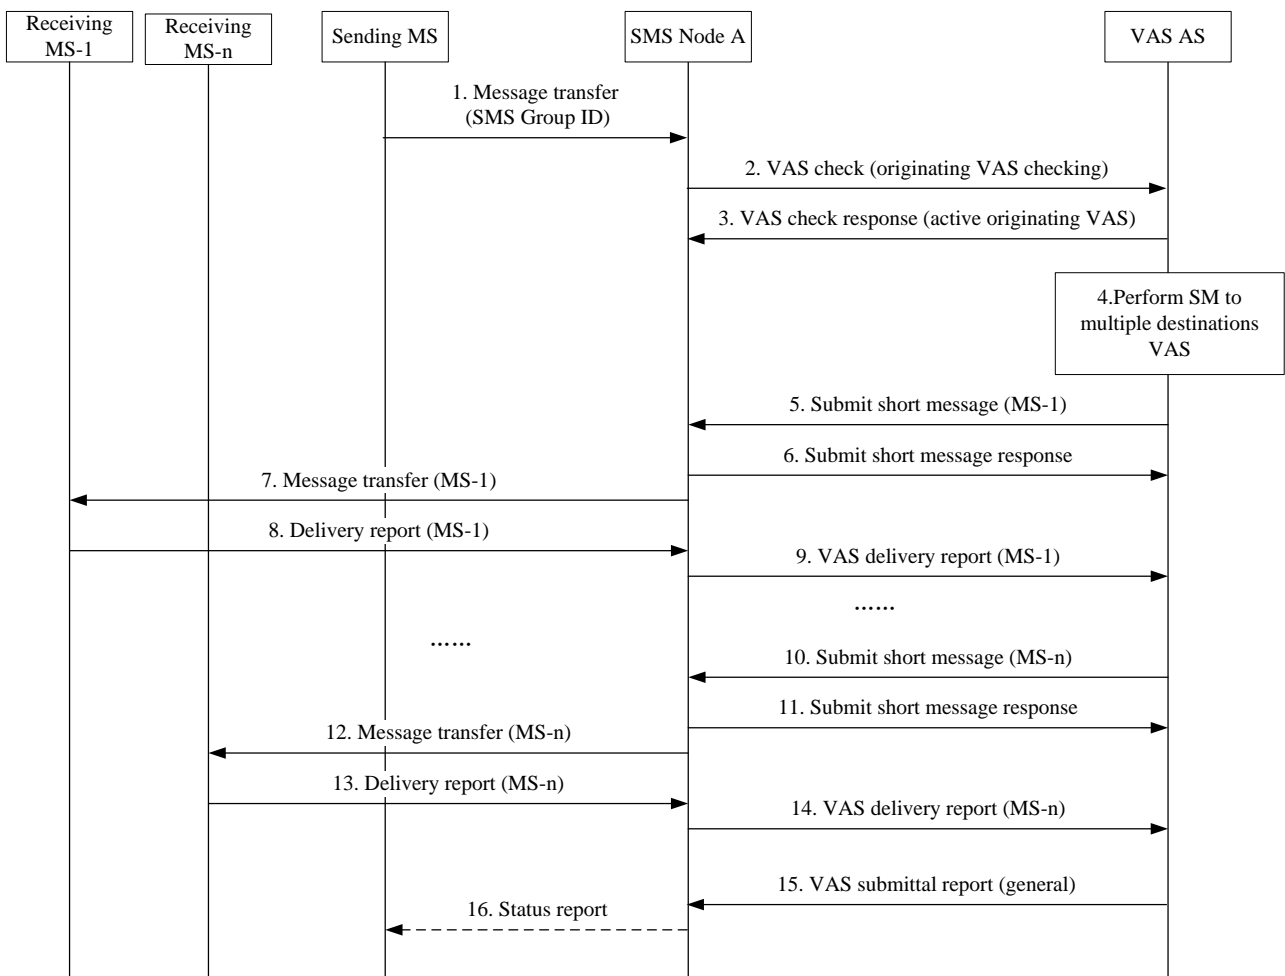 Receiving
MS-1
Receiving
MS-n
Sending MS
SMS Node A
VAS AS
1. Message transfer
(SMS Group ID)
2. VAS check (originating VAS checking)
3. VAS check response (active originating VAS)
4.Perform SM to
multiple destinations
VAS
5. Submit short message (MS-1)
6. Submit short message response
7. Message transfer (MS-1)
8. Delivery report (MS-1)
9. VAS delivery report (MS-1)
……
……
10. Submit short message (MS-n)
11. Submit short message response
12. Message transfer (MS-n)
13. Delivery report (MS-n)
14. VAS delivery report (MS-n)
15. VAS submittal report (general)
16. Status report